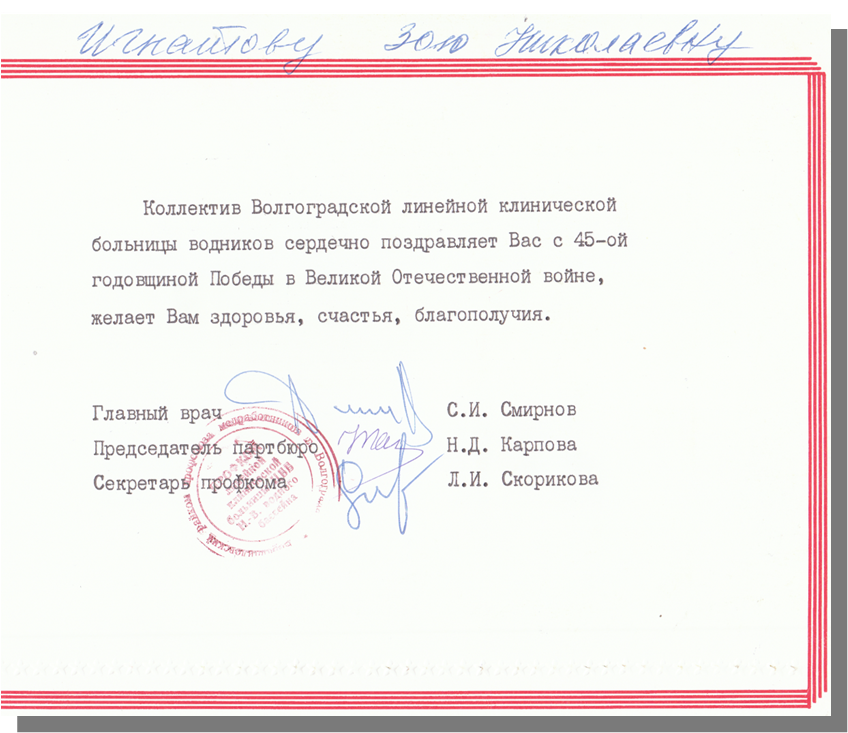 Игнатову Зою Николаевну
Коллектив Волгоградской линейной клинической
больницы водников сердечно поздравляет Вас с 45-ой
годовщиной Победы в Великой Отечественной войне,
желает Вам здоровья, счастья, благополучия.
Главный врач С.И. Смирнов
Председатель партбюро Н.Д. Карпова
Секретарь профкома Л.И. Скорикова